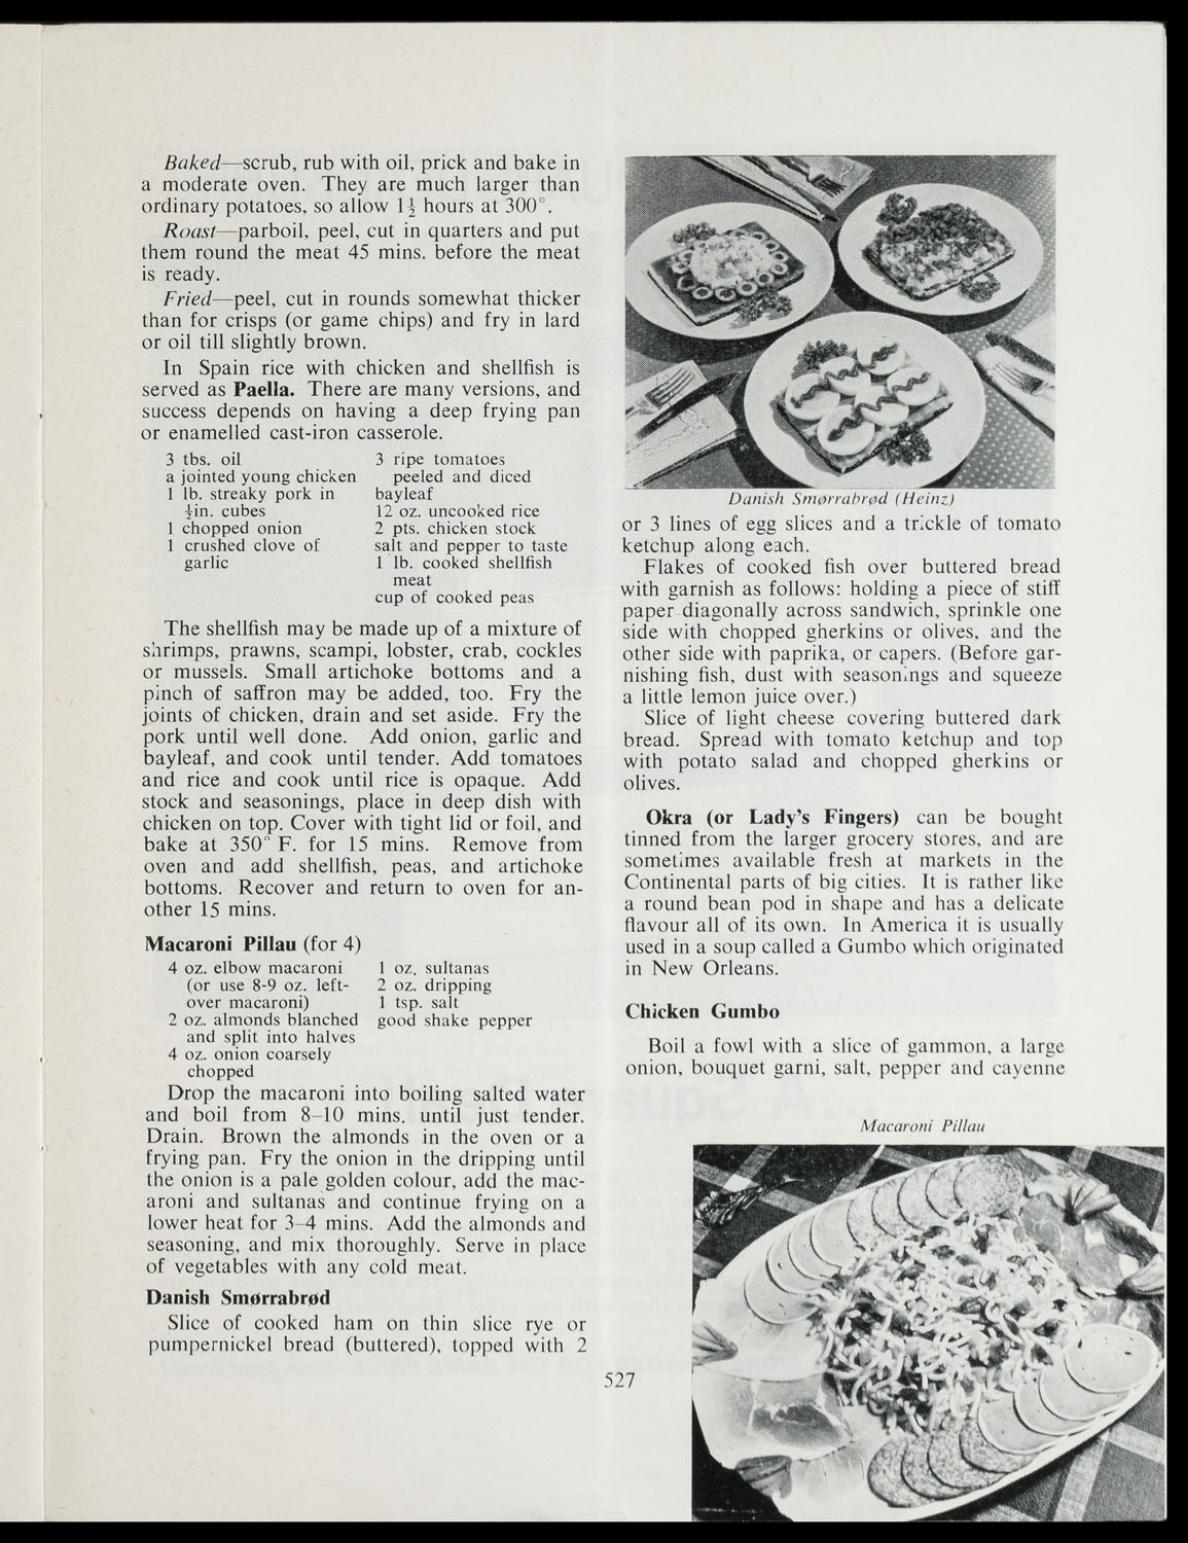 Baked—scrub, rub with oil, prick and bake in
a moderate oven. They are much larger than
ordinary potatoes, so allow 1½ hours at 300°.
Roast—parboil, peel, cut in quarters and put
them round the meat 45 mins. before the meat
is ready.
Fried—peel, cut in rounds somewhat thicker
than for crisps (or game chips) and fry in lard
or oil till slightly brown.
In Spain rice with chicken and shellfish is
served as Paella. There are many versions, and
success depends on having a deep frying pan
or enamelled cast-iron casserole.
3 tbs. oil
a jointed young chicken
1 lb. streaky pork in
½in. cubes
1 chopped onion
1 crushed clove of
garlic
3 ripe tomatoes
peeled and diced
bayleaf
12 oz. uncooked rice
2 pts. chicken stock
salt and pepper to taste
1 lb. cooked shellfish
meat
cup of cooked peas
The shellfish may be made up of a mixture of
shrimps, prawns, scampi, lobster, crab, cockles
or mussels. Small artichoke bottoms and a
pinch of saffron may be added, too. Fry the
joints of chicken, drain and set aside. Fry the
pork until well done. Add onion, garlic and
bayleaf, and cook until tender. Add tomatoes
and rice and cook until rice is opaque. Add
stock and seasonings, place in deep dish with
chicken on top. Cover with tight lid or foil, and
bake at 350° F. for 15 mins. Remove from
oven and add shellfish, peas, and artichoke
bottoms. Recover and return to oven for an-
other 15 mins.
Macaroni Pillau (for 4)
4 oz. elbow macaroni
(or use 8-9 oz. left-
over macaroni)
2 oz. almonds blanched
and split into halves
4 oz. onion coarsely
chopped
1 oz. sultanas
2 oz. dripping
1 tsp. salt
good shake pepper
Drop the macaroni into boiling salted water
and boil from 8–10 mins. until just tender.
Drain. Brown the almonds in the oven or a
frying pan. Fry the onion in the dripping until
the onion is a pale golden colour, add the mac-
aroni and sultanas and continue frying on a
lower heat for 3–4 mins. Add the almonds and
seasoning, and mix thoroughly. Serve in place
of vegetables with any cold meat.
Danish Smørrabrød
Slice of cooked ham on thin slice rye or
pumpernickel bread (buttered), topped with 2
Danish Smørrabrød (Heinz)
or 3 lines of egg slices and a trickle of tomato
ketchup along each.
Flakes of cooked fish over buttered bread
with garnish as follows: holding a piece of stiff
paper diagonally across sandwich, sprinkle one
side with chopped gherkins or olives, and the
other side with paprika, or capers. (Before gar-
nishing fish, dust with seasonings and squeeze
a little lemon juice over.)
Slice of light cheese covering buttered dark
bread. Spread with tomato ketchup and top
with potato salad and chopped gherkins or
olives.
Okra (or Lady's Fingers) can be bought
tinned from the larger grocery stores, and are
sometimes available fresh at markets in the
Continental parts of big cities. It is rather like
a round bean pod in shape and has a delicate
flavour all of its own. In America it is usually
used in a soup called a Gumbo which originated
in New Orleans.
Chicken Gumbo
Boil a fowl with a slice of gammon, a large
onion, bouquet garni, salt, pepper and cayenne
Macaroni Pillau
527